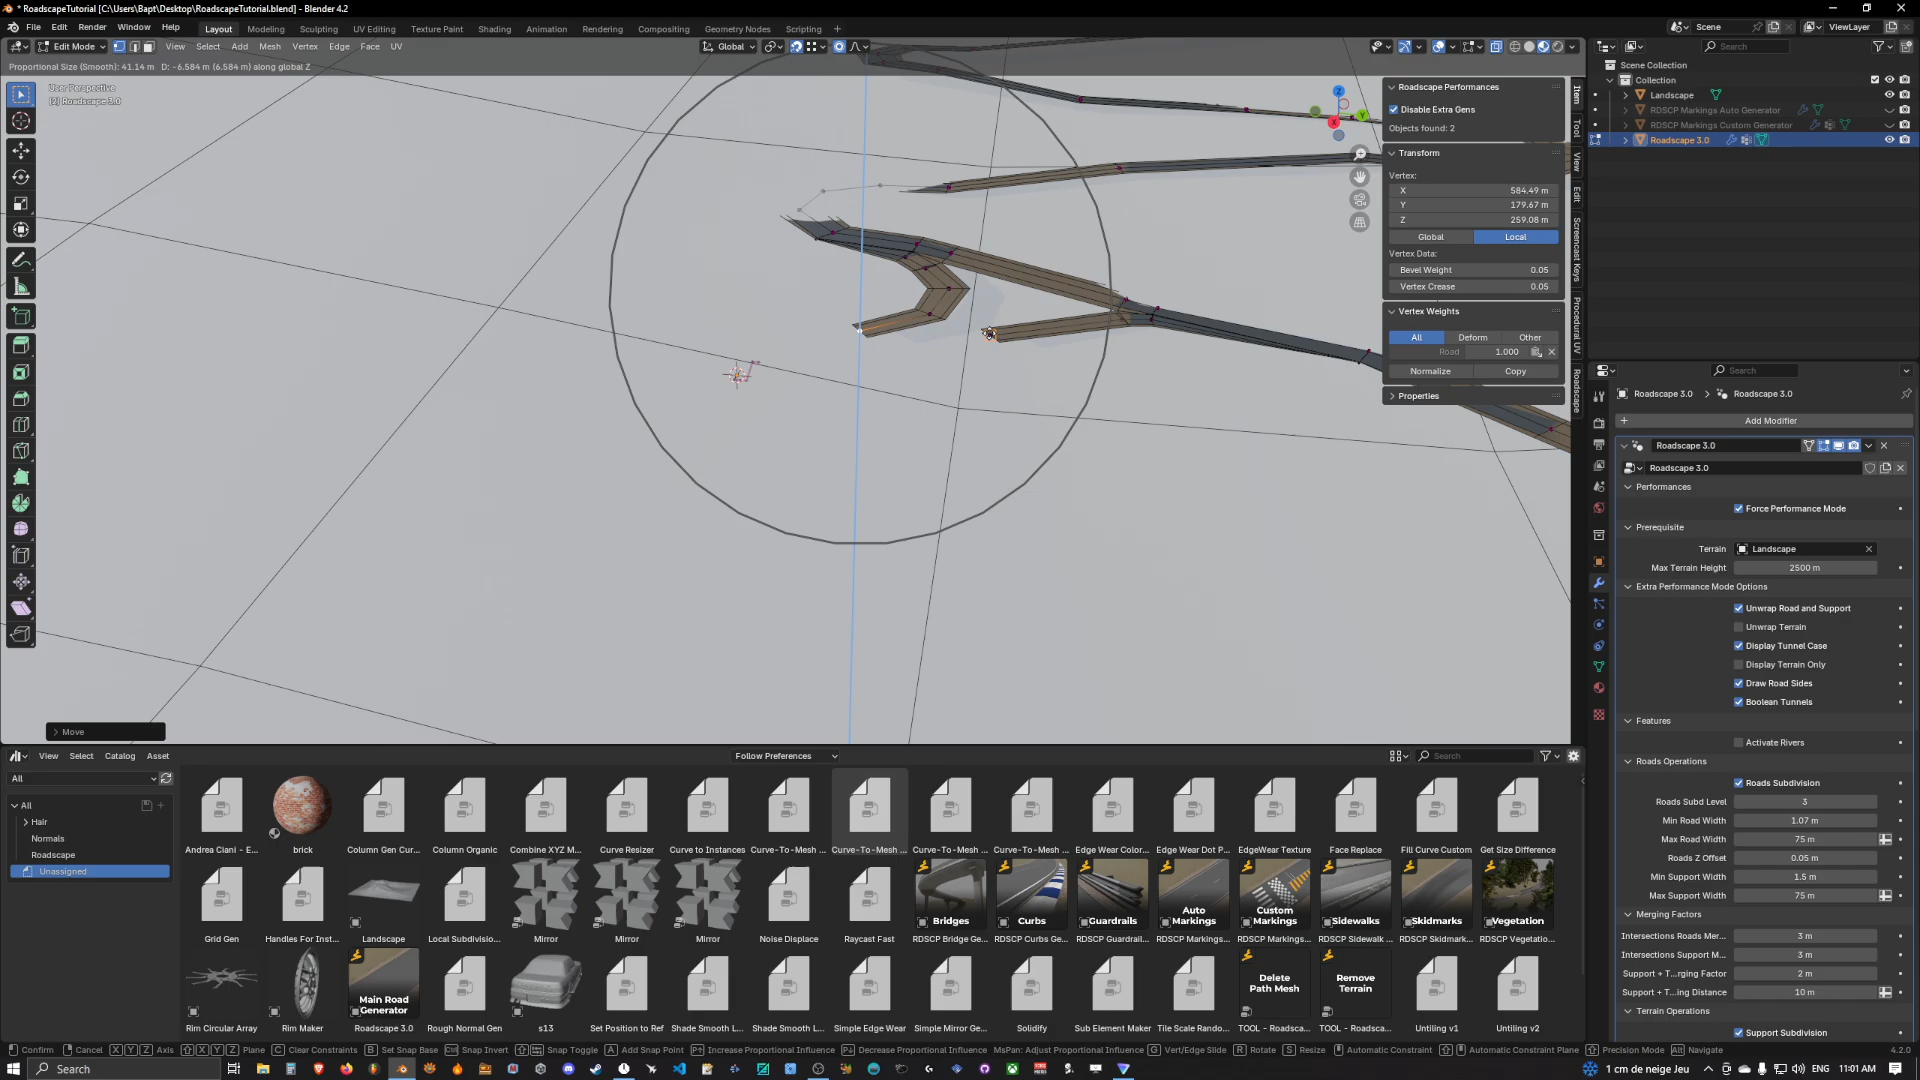 * RoadscapeTutorial [C:\Users\Bapt\Desktop\RoadscapeTutorial.blend] - Blender 4.2
File Edit Render Window Help Layout Modeling Sculpting UV Editing Texture Paint Shading Animation Rendering Compositing Geometry Nodes Scripting + Scene ViewLayer
Edit Mode View Select Add Mesh Vertex Edge Face UV Global Search
Proportional Size (Smooth): 41.14 m D: -6.584 m (6.584 m) along global Z
User Perspective
(2) Roadscape 3.0
Roadscape Performances
Disable Extra Gens
Objects found: 2
Transform
Vertex:
X 584.49 m
Y 179.67 m
Z 259.08 m
Global Local
Vertex Data:
Bevel Weight 0.05
Vertex Crease 0.05
Vertex Weights
All Deform Other
Road 1.000
Normalize Copy
Properties
Item
Tool
View
Edit
Screencast Keys
Procedural UV
Roadscape
Z
Y
X
Scene Collection
Collection
Landscape
RDSCP Markings Auto Generator
RDSCP Markings Custom Generator
Roadscape 3.0
Search
Roadscape 3.0 Roadscape 3.0
Add Modifier
Roadscape 3.0
Roadscape 3.0
Performances
Force Performance Mode
Prerequisite
Terrain Landscape
Max Terrain Height 2500 m
Extra Performance Mode Options
Unwrap Road and Support
Unwrap Terrain
Display Tunnel Case
Display Terrain Only
Draw Road Sides
Boolean Tunnels
Features
Activate Rivers
Roads Operations
Roads Subdivision
Roads Subd Level 3
Min Road Width 1.07 m
Max Road Width 75 m
Roads Z Offset 0.05 m
Min Support Width 1.5 m
Max Support Width 75 m
Merging Factors
Intersections Roads Mer... 3 m
Intersections Support M... 3 m
Support + T...rging Factor 2 m
Support + T...ing Distance 10 m
Terrain Operations
Support Subdivision
Move
View Select Catalog Asset Follow Preferences Search
All
All
Hair
Normals
Roadscape
Unassigned
Andrea Ciani - E... brick Column Gen Cur... Column Organic Combine XYZ M... Curve Resizer Curve to Instances Curve-To-Mesh ... Curve-To-Mesh ... Curve-To-Mesh ... Curve-To-Mesh ... Edge Wear Color... Edge Wear Dot P... EdgeWear Texture Face Replace Fill Curve Custom Get Size Difference
Bridges Curbs Guardrails Auto Markings Custom Markings Sidewalks Skidmarks Vegetation
Grid Gen Handles For Inst... Landscape Local Subdivisio... Mirror Mirror Mirror Noise Displace Raycast Fast RDSCP Bridge Ge... RDSCP Curbs Ge... RDSCP Guardrail... RDSCP Markings... RDSCP Markings... RDSCP Sidewalk ... RDSCP Skidmark... RDSCP Vegetatio...
Main Road Generator Delete Path Mesh Remove Terrain
Rim Circular Array Rim Maker Roadscape 3.0 Rough Normal Gen s13 Set Position to Ref Shade Smooth L... Shade Smooth L... Simple Edge Wear Simple Mirror Ge... Solidify Sub Element Maker Tile Scale Rando... TOOL - Roadsca... TOOL - Roadsca... Untiling v1 Untiling v2
Confirm Cancel X Y Z Axis X Y Z Plane C Clear Constraints B Set Snap Base Snap Invert Snap Toggle A Add Snap Point Increase Proportional Influence Decrease Proportional Influence MsPan: Adjust Proportional Influence G Vert/Edge Slide R Rotate S Resize Automatic Constraint Automatic Constraint Plane Precision Mode Alt Navigate 4.2.0
Search 1 cm de neige Jeu ENG 11:01 AM